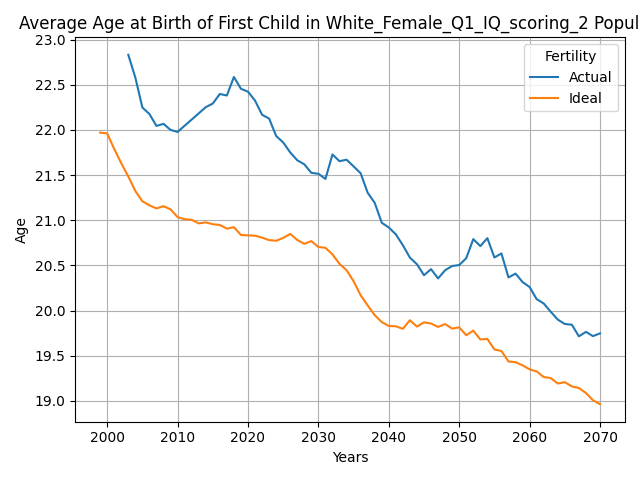 Average Age at Birth of First Child in White_Female_Q1_IQ_scoring_2 Popul
23.0
22.5
22.0
21.5
21.0
20.5
20.0
19.5
19.0
Age
Fertility
Actual
Ideal
2000 2010 2020 2030 2040 2050 2060 2070
Years